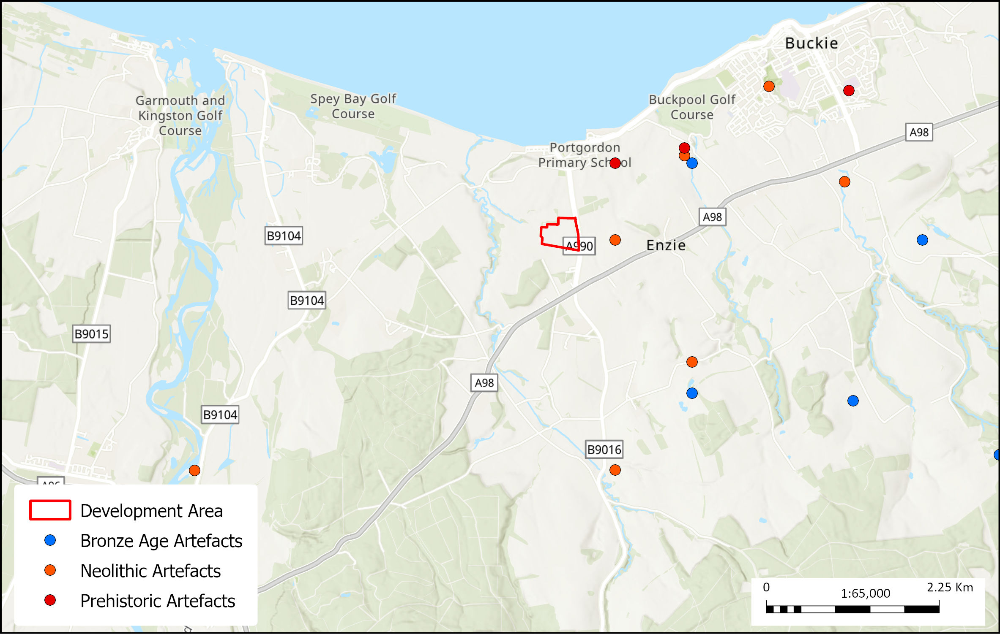 Buckie
Garmouth and
Kingston Golf
Course
Spey Bay Golf
Course
Buckpool Golf
Course
A98
Portgordon
Primary School
A98
B9104
A990
Enzie
B9104
B9015
A98
B9104
B9016
Development Area
Bronze Age Artefacts
Neolithic Artefacts
Prehistoric Artefacts
0
2.25 Km
1:65,000